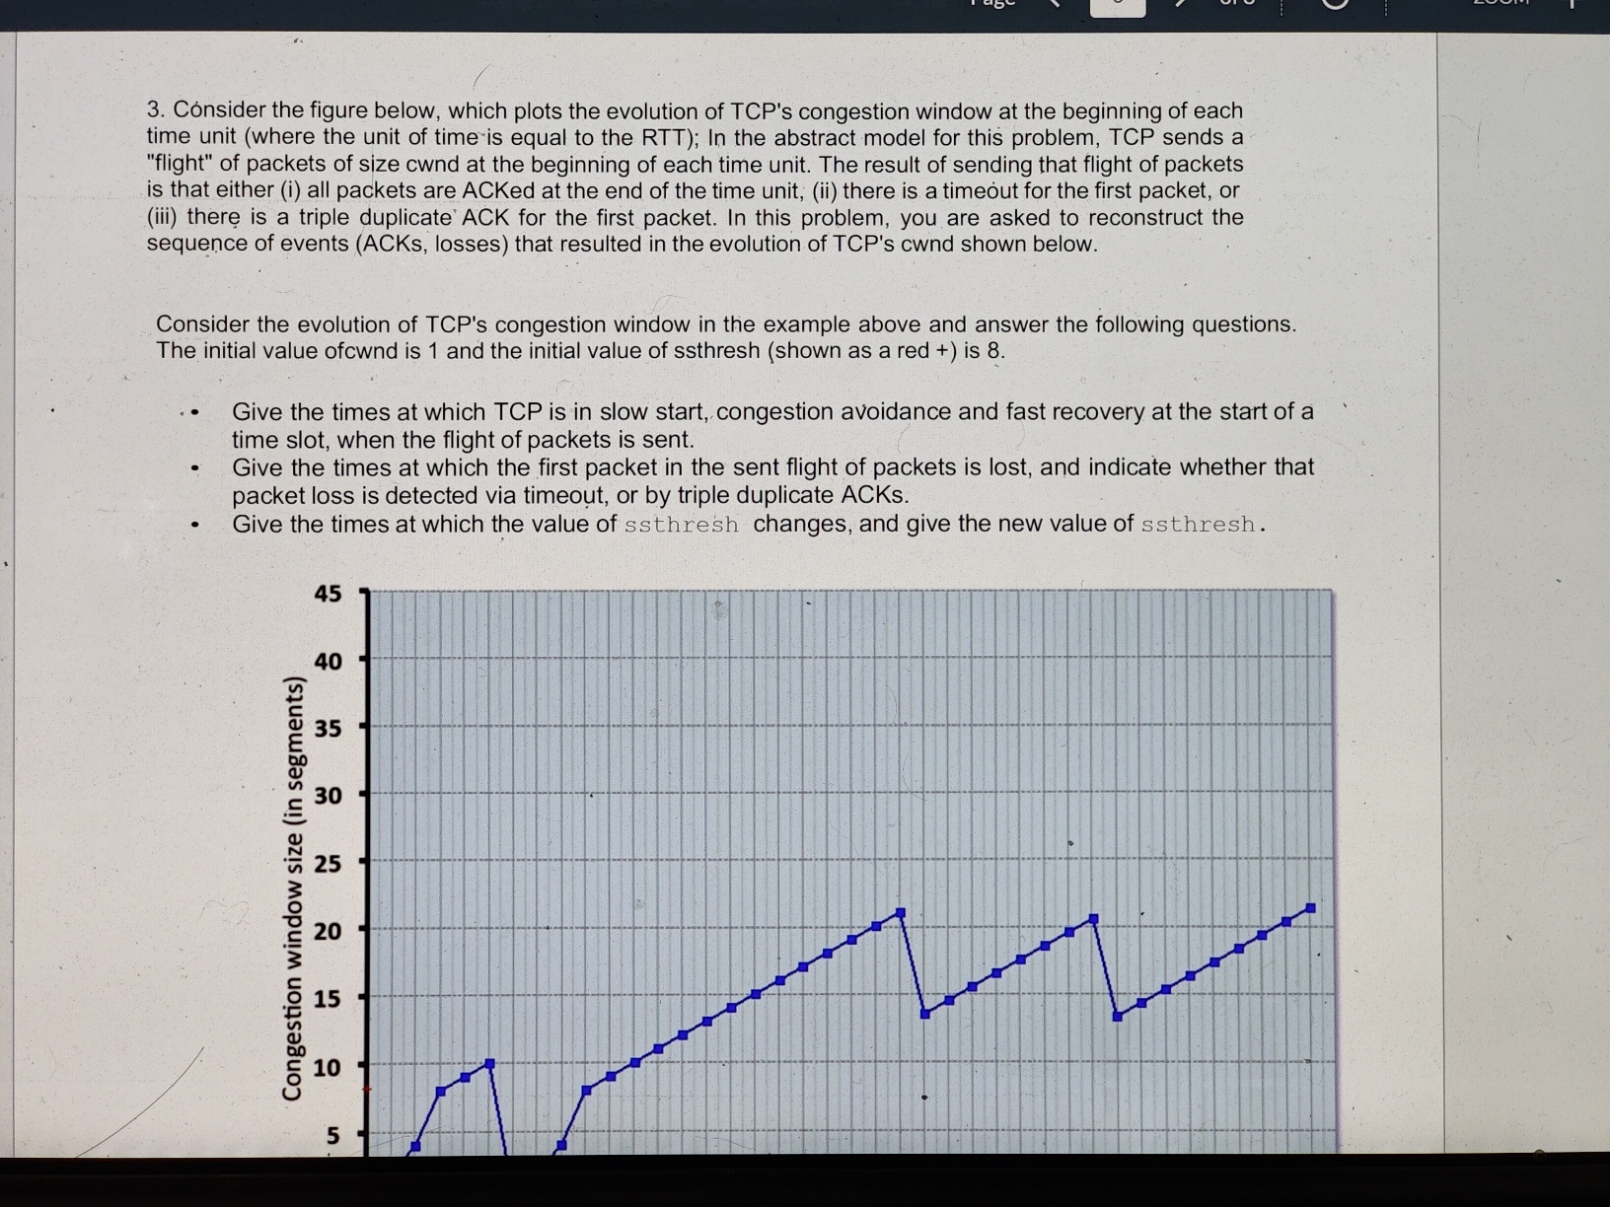 3. Consider the figure below, which plots the evolution of TCP's congestion window at the beginning of each
time unit (where the unit of time is equal to the RTT); In the abstract model for this problem, TCP sends a
"flight" of packets of size cwnd at the beginning of each time unit. The result of sending that flight of packets
is that either (i) all packets are ACKed at the end of the time unit, (ii) there is a timeout for the first packet, or
(iii) there is a triple duplicate ACK for the first packet. In this problem, you are asked to reconstruct the
sequence of events (ACKs, losses) that resulted in the evolution of TCP's cwnd shown below.
Consider the evolution of TCP's congestion window in the example above and answer the following questions.
The initial value ofcwnd is 1 and the initial value of ssthresh (shown as a red +) is 8.
• Give the times at which TCP is in slow start, congestion avoidance and fast recovery at the start of a
time slot, when the flight of packets is sent.
• Give the times at which the first packet in the sent flight of packets is lost, and indicate whether that
packet loss is detected via timeout, or by triple duplicate ACKs.
• Give the times at which the value of ssthresh changes, and give the new value of ssthresh.
Congestion window size (in segments)
45
40
35
30
25
20
15
10
5